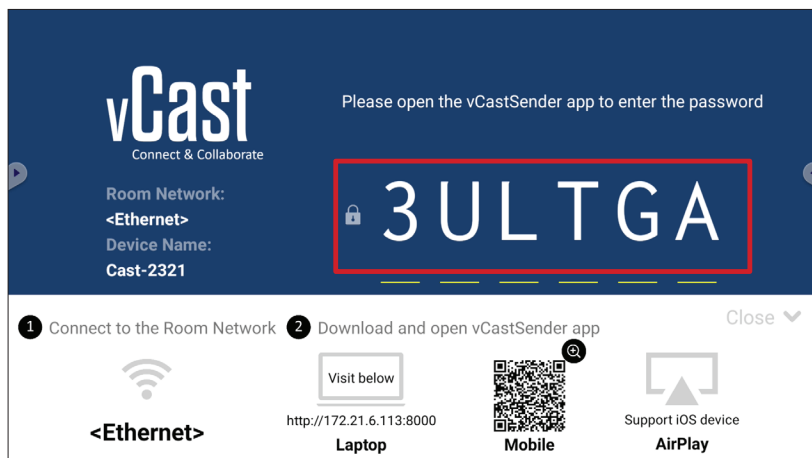 vCast
Connect & Collaborate
Please open the vCastSender app to enter the password
Room Network:
<Ethernet>
Device Name:
Cast-2321
3ULTGA
1 Connect to the Room Network
2 Download and open vCastSender app
Close
<Ethernet>
Visit below
http://172.21.6.113:8000
Laptop
Mobile
Support iOS device
AirPlay